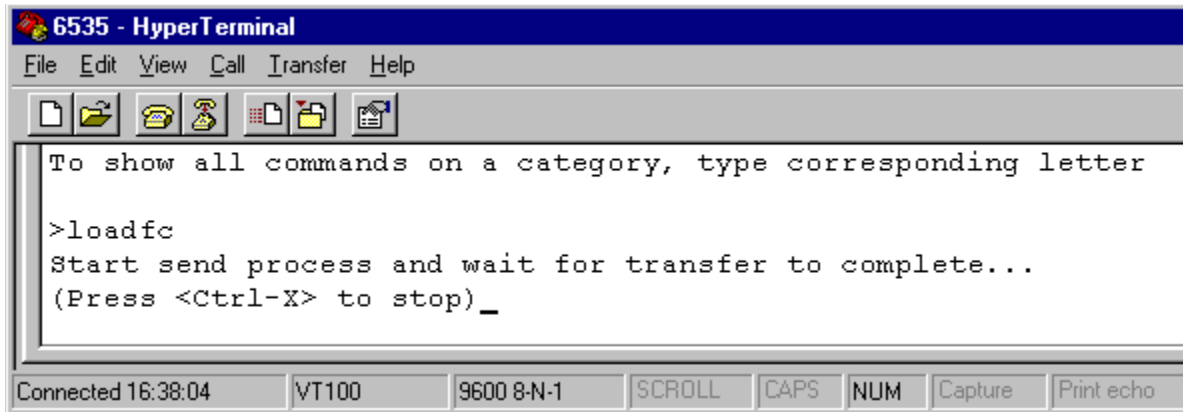 6535 - HyperTerminal
File Edit View Call Transfer Help
To show all commands on a category, type corresponding letter
>loadfc
Start send process and wait for transfer to complete...
(Press <Ctrl-X> to stop)_
Connected 16:38:04 VT100 9600 8-N-1 SCROLL CAPS NUM Capture Print echo